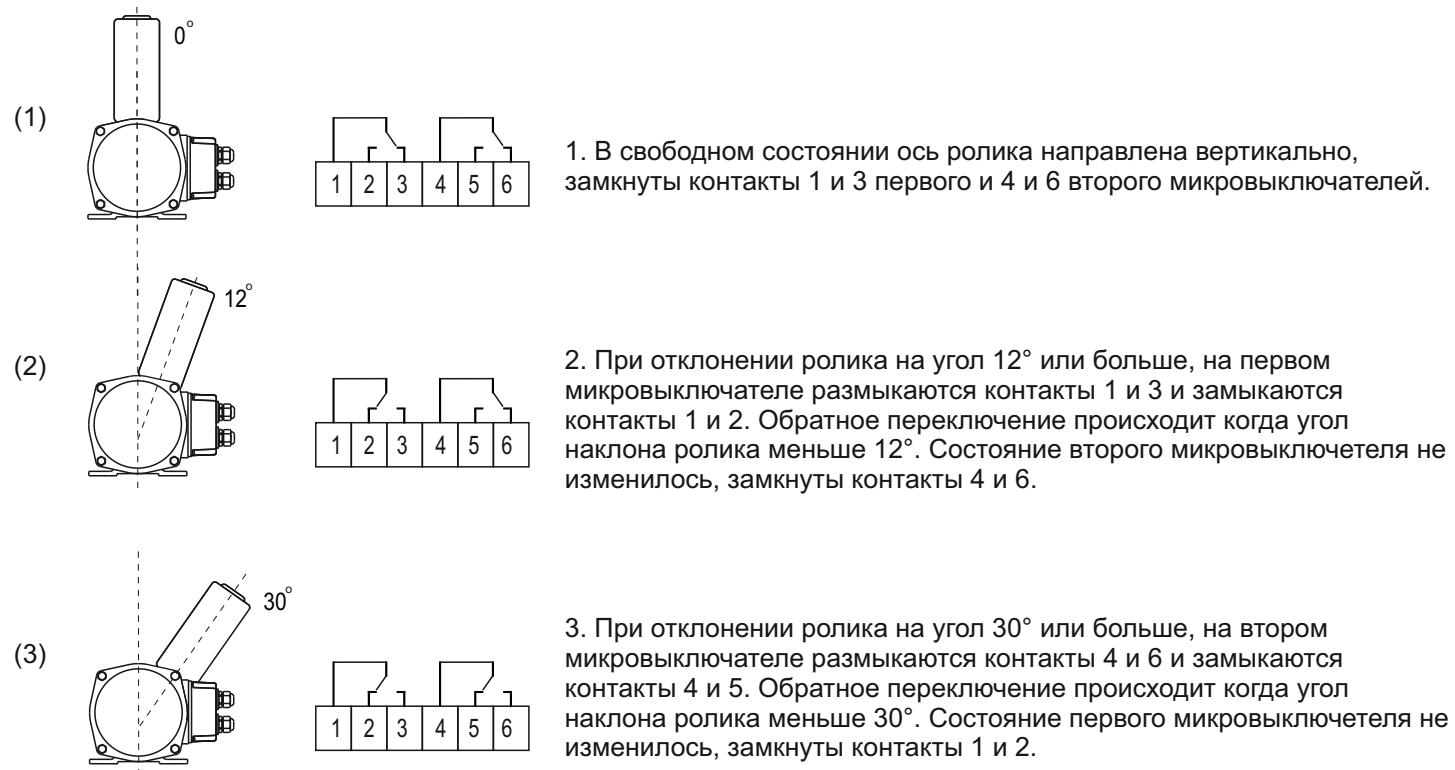 0°
(1)
1 2 3 4 5 6
1. В свободном состоянии ось ролика направлена вертикально,
замкнуты контакты 1 и 3 первого и 4 и 6 второго микровыключателей.
12°
(2)
1 2 3 4 5 6
2. При отклонении ролика на угол 12° или больше, на первом
микровыключателе размыкаются контакты 1 и 3 и замыкаются
контакты 1 и 2. Обратное переключение происходит когда угол
наклона ролика меньше 12°. Состояние второго микровыключетеля не
изменилось, замкнуты контакты 4 и 6.
30°
(3)
1 2 3 4 5 6
3. При отклонении ролика на угол 30° или больше, на втором
микровыключателе размыкаются контакты 4 и 6 и замыкаются
контакты 4 и 5. Обратное переключение происходит когда угол
наклона ролика меньше 30°. Состояние первого микровыключетеля не
изменилось, замкнуты контакты 1 и 2.